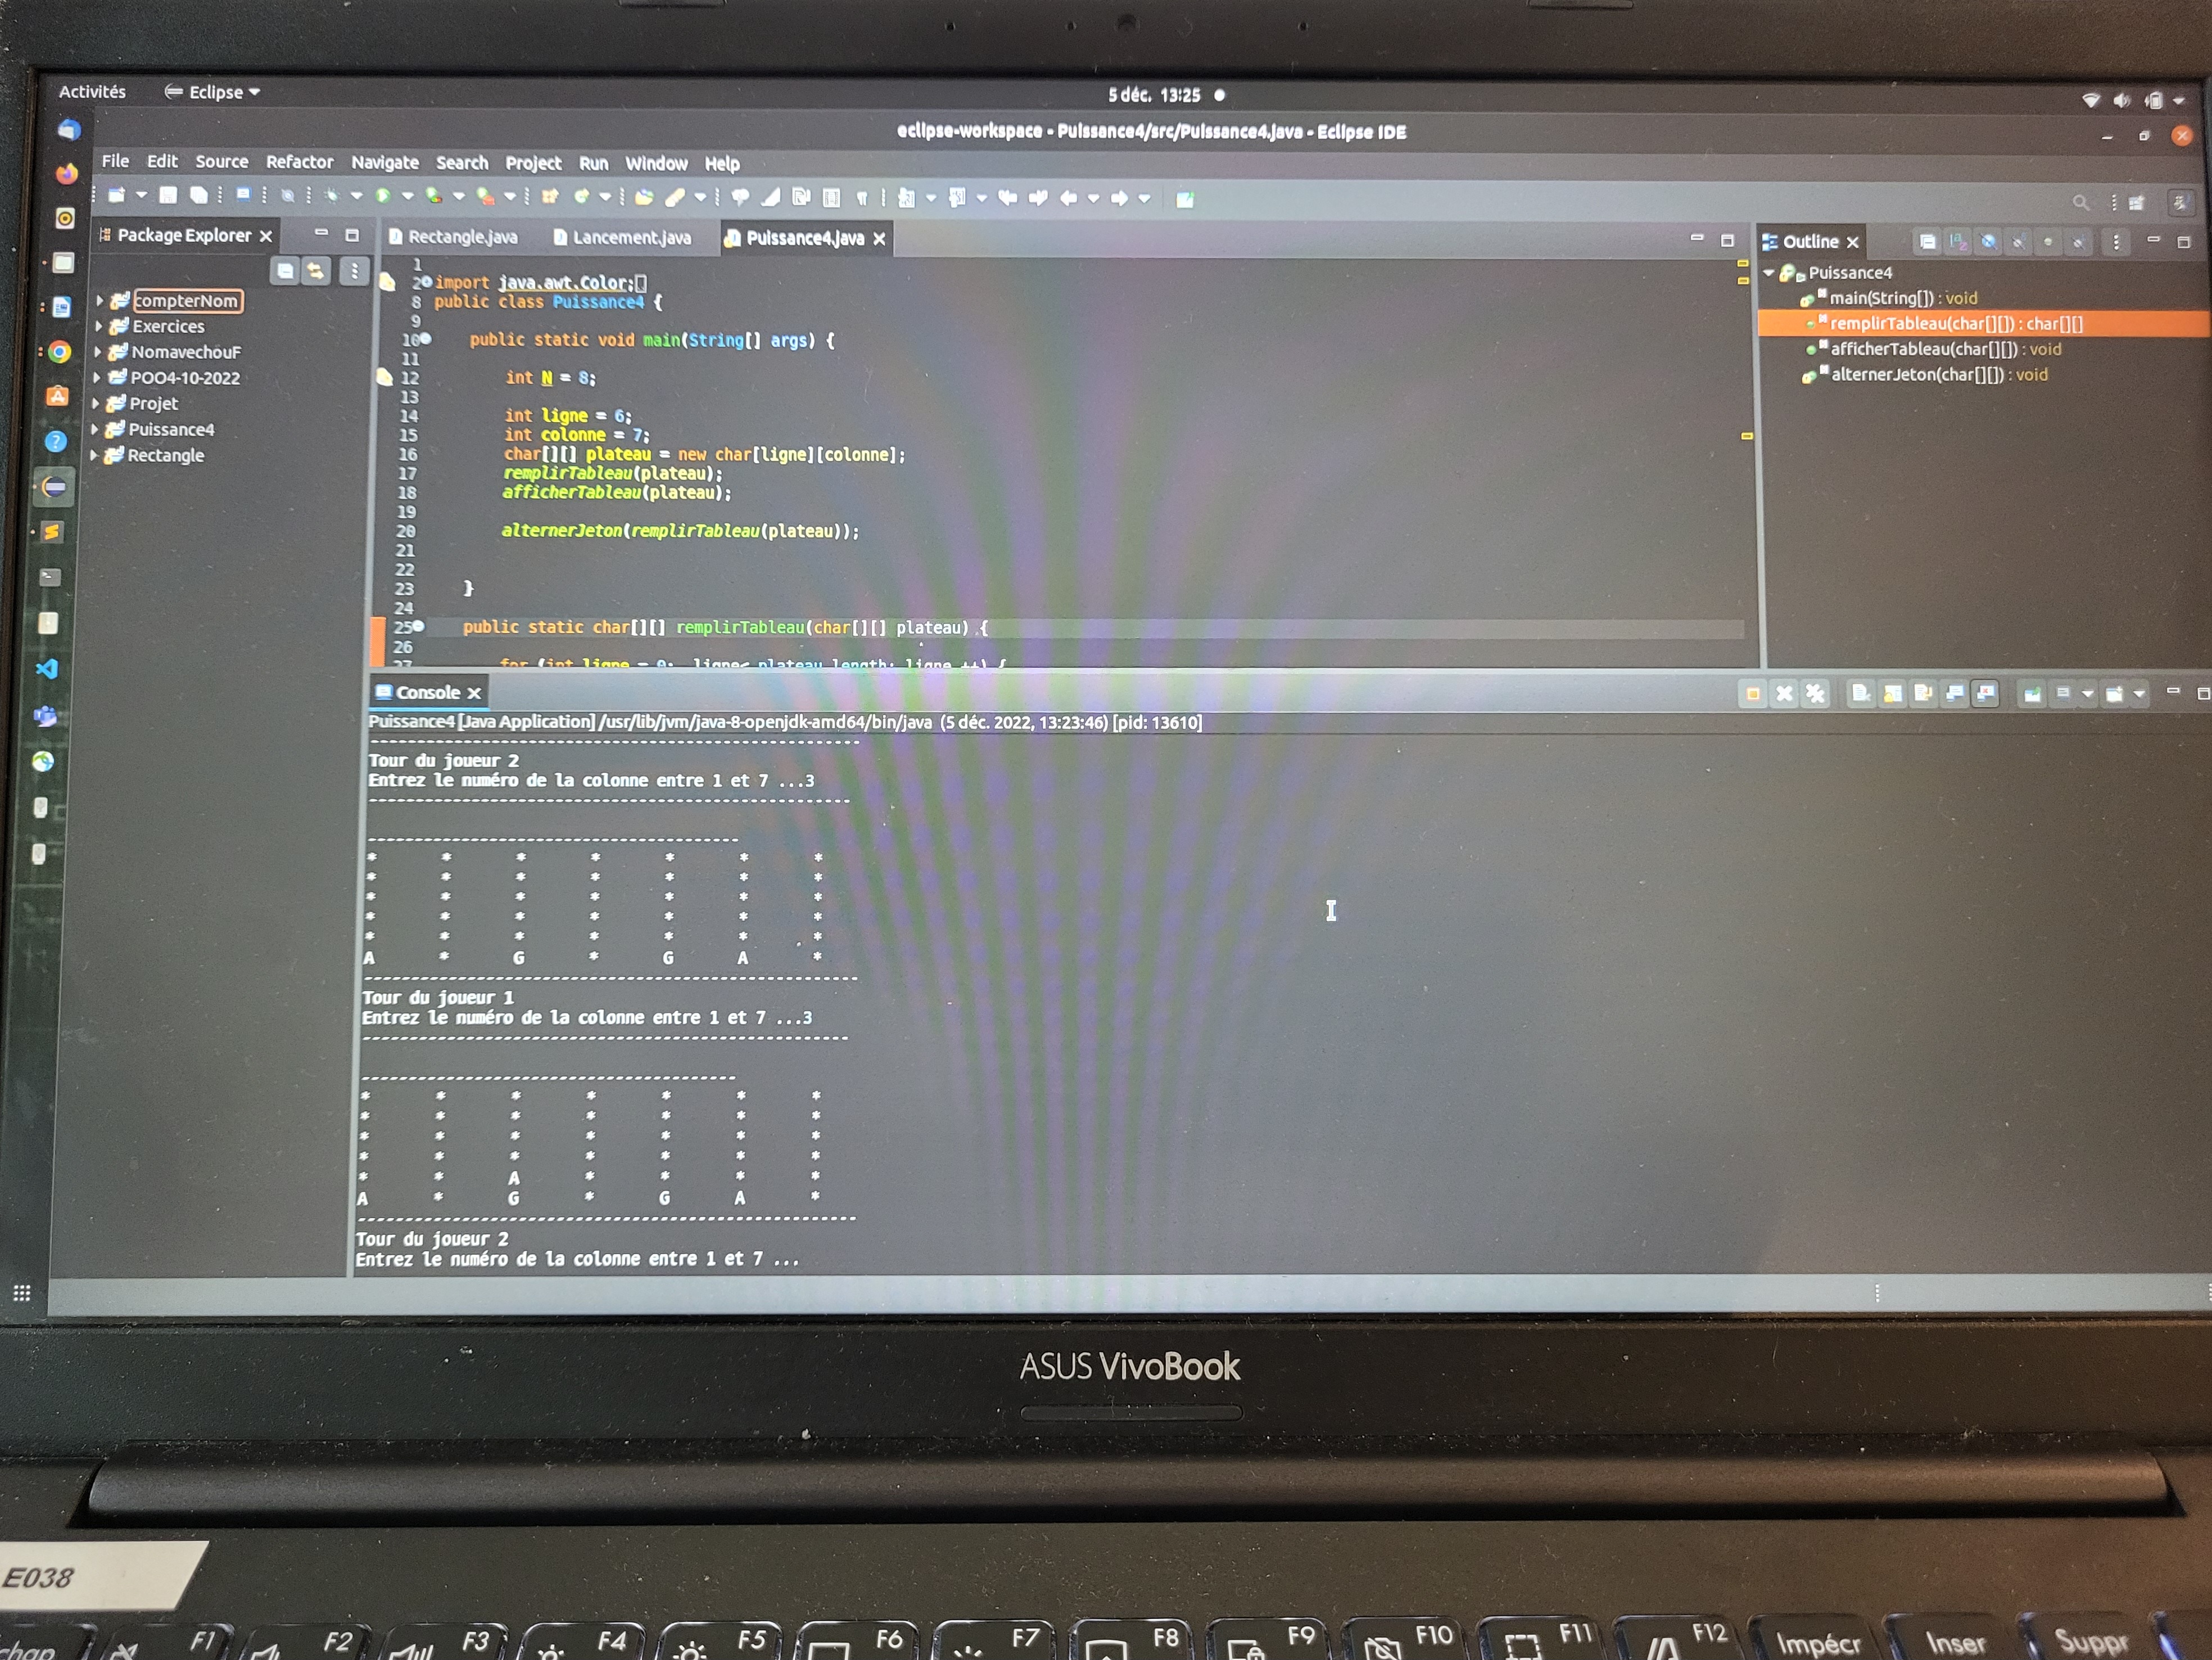 Activités Eclipse 5 déc. 13:25
eclipse-workspace - Puissance4/src/Puissance4.java - Eclipse IDE
File Edit Source Refactor Navigate Search Project Run Window Help
Package Explorer
compterNom
Exercices
NomavechouF
POO4-10-2022
Projet
Puissance4
Rectangle
Rectangle.java Lancement.java Puissance4.java
1
2 import java.awt.Color;
8 public class Puissance4 {
9
10 public static void main(String[] args) {
11
12 int N = 8;
13
14 int ligne = 6;
15 int colonne = 7;
16 char[][] plateau = new char[ligne][colonne];
17 remplirTableau(plateau);
18 afficherTableau(plateau);
19
20 alternerJeton(remplirTableau(plateau));
21
22
23 }
24
25 public static char[][] remplirTableau(char[][] plateau) {
26
27 for (int ligne = 0; ligne< plateau.length; ligne ++) {
Outline
Puissance4
main(String[]) : void
remplirTableau(char[][]) : char[][]
afficherTableau(char[][]) : void
alternerJeton(char[][]) : void
Console
Puissance4 [Java Application] /usr/lib/jvm/java-8-openjdk-amd64/bin/java (5 déc. 2022, 13:23:46) [pid: 13610]
Tour du joueur 2
Entrez le numéro de la colonne entre 1 et 7 ...3
* * * * * * *
* * * * * * *
* * * * * * *
* * * * * * *
* * * * * * *
A * G * G A *
Tour du joueur 1
Entrez le numéro de la colonne entre 1 et 7 ...3
* * * * * * *
* * * * * * *
* * * * * * *
* * * * * * *
* * A * * * *
A * G * G A *
Tour du joueur 2
Entrez le numéro de la colonne entre 1 et 7 ...
ASUS VivoBook
E038
F1 F2 F3 F4 F5 F6 F7 F8 F9 F10 F11 F12 Impécr Inser Suppr